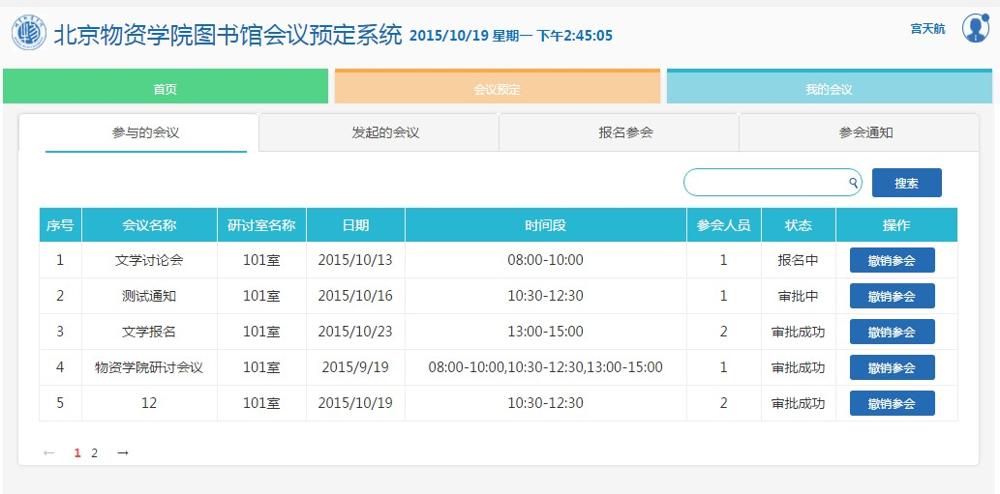 北京物资学院图书馆会议预定系统 2015/10/19 星期一 下午2:45:05
宫天航
首页 会议预定 我的会议
参与的会议 发起的会议 报名参会 参会通知
搜索
序号 会议名称 研讨室名称 日期 时间段 参会人员 状态 操作
1 文学讨论会 101室 2015/10/13 08:00-10:00 1 报名中 撤销参会
2 测试通知 101室 2015/10/16 10:30-12:30 1 审批中 撤销参会
3 文学报名 101室 2015/10/23 13:00-15:00 2 审批成功 撤销参会
4 物资学院研讨会议 101室 2015/9/19 08:00-10:00,10:30-12:30,13:00-15:00 1 审批成功 撤销参会
5 12 101室 2015/10/19 10:30-12:30 2 审批成功 撤销参会
← 1 2 →